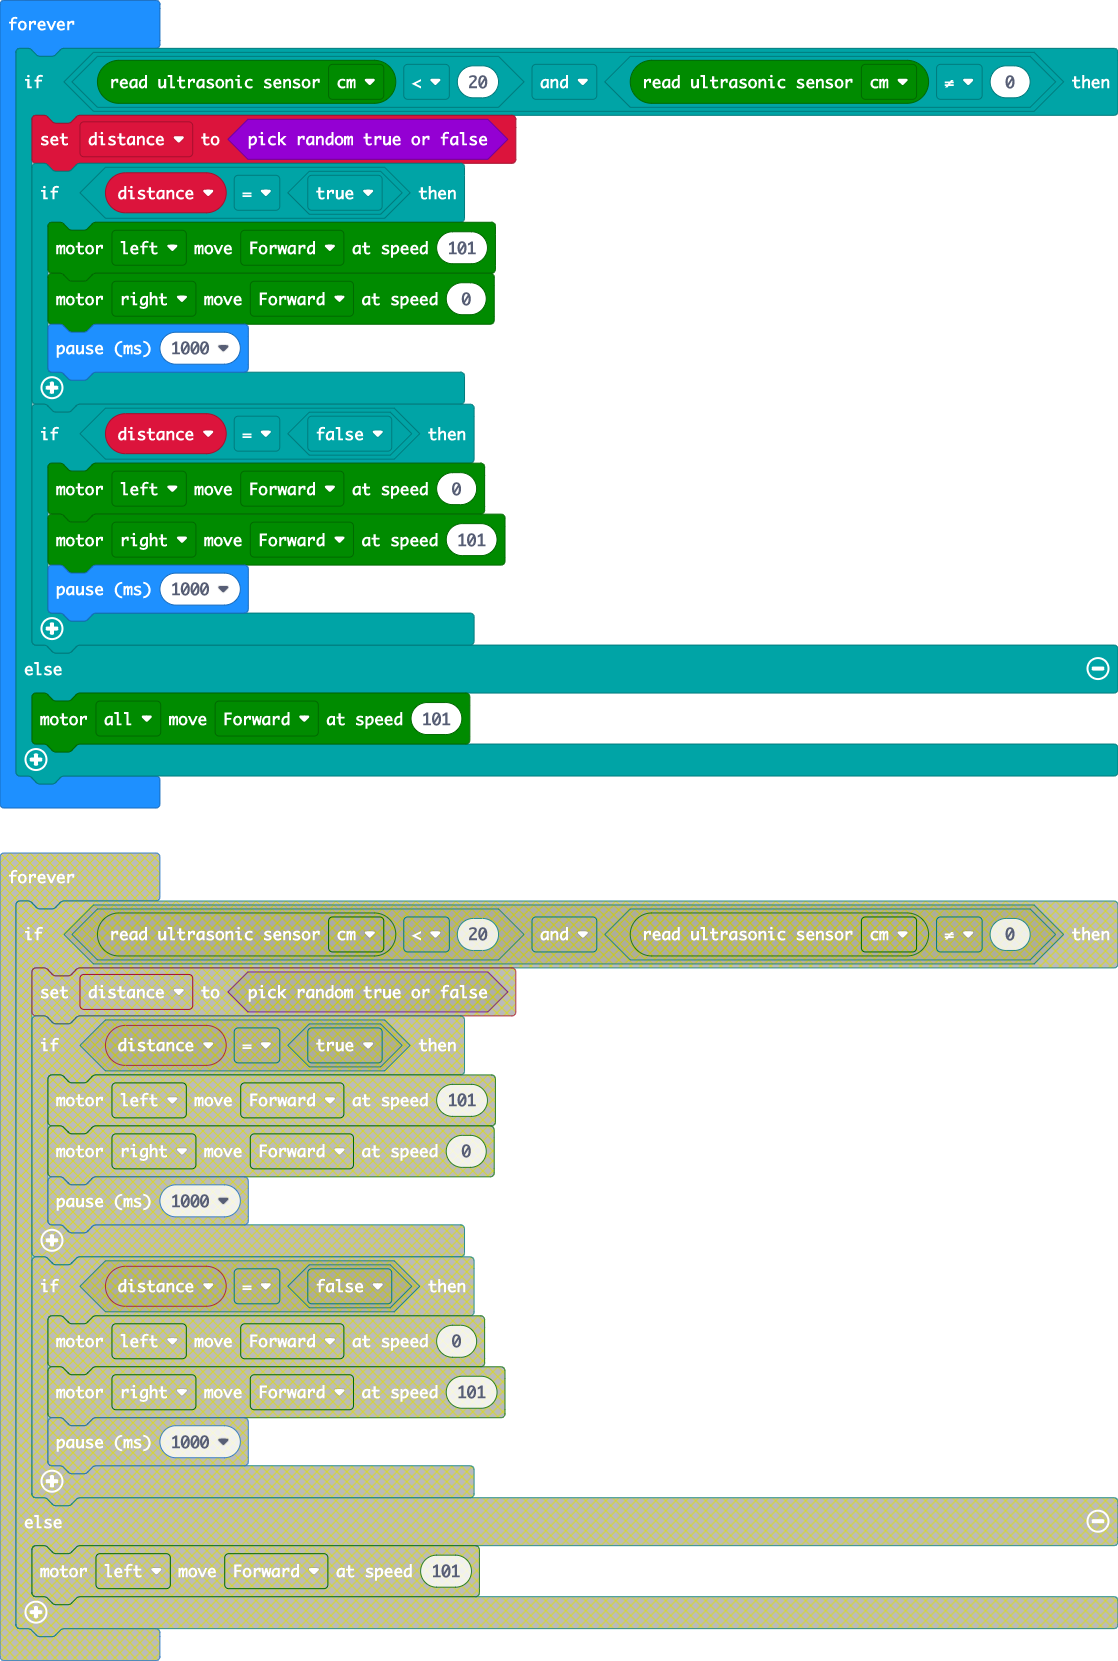 forever
if read ultrasonic sensor cm < 20 and read ultrasonic sensor cm ≠ 0 then
set distance to pick random true or false
if distance = true then
motor left move Forward at speed 101
motor right move Forward at speed 0
pause (ms) 1000
if distance = false then
motor left move Forward at speed 0
motor right move Forward at speed 101
pause (ms) 1000
else
motor all move Forward at speed 101
forever
if read ultrasonic sensor cm < 20 and read ultrasonic sensor cm ≠ 0 then
set distance to pick random true or false
if distance = true then
motor left move Forward at speed 101
motor right move Forward at speed 0
pause (ms) 1000
if distance = false then
motor left move Forward at speed 0
motor right move Forward at speed 101
pause (ms) 1000
else
motor left move Forward at speed 101